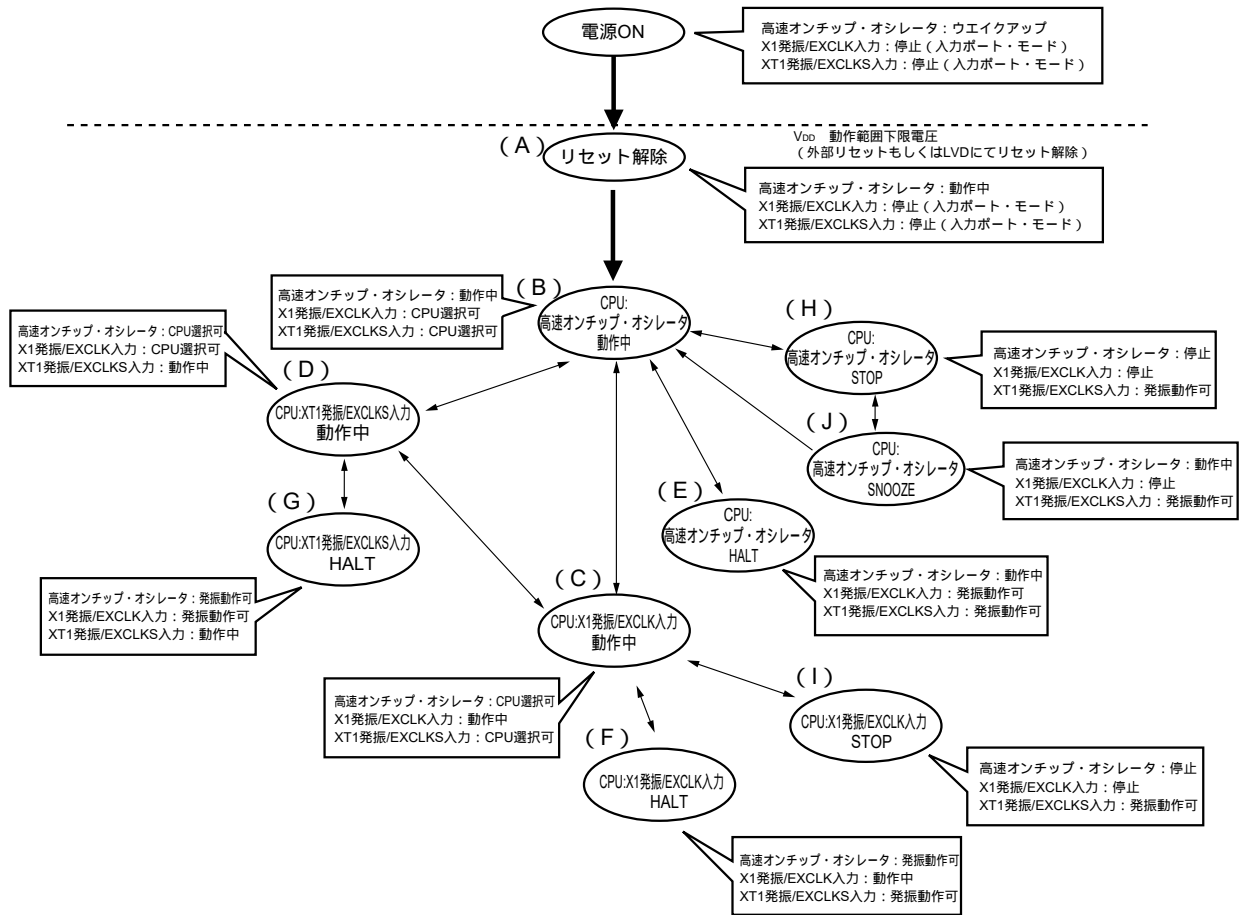 電源ON
高速オンチップ・オシレータ：ウエイクアップ
X1発振/EXCLK入力：停止（入力ポート・モード）
XT1発振/EXCLKS入力：停止（入力ポート・モード）
VDD　動作範囲下限電圧
（外部リセットもしくはLVDにてリセット解除）
（A）
リセット解除
高速オンチップ・オシレータ：動作中
X1発振/EXCLK入力：停止（入力ポート・モード）
XT1発振/EXCLKS入力：停止（入力ポート・モード）
（B）
CPU:
高速オンチップ・オシレータ
動作中
高速オンチップ・オシレータ：動作中
X1発振/EXCLK入力：CPU選択可
XT1発振/EXCLKS入力：CPU選択可
高速オンチップ・オシレータ：CPU選択可
X1発振/EXCLK入力：CPU選択可
XT1発振/EXCLKS入力：動作中
（D）
CPU:XT1発振/EXCLKS入力
動作中
（H）
CPU:
高速オンチップ・オシレータ
STOP
高速オンチップ・オシレータ：停止
X1発振/EXCLK入力：停止
XT1発振/EXCLKS入力：発振動作可
（J）
CPU:
高速オンチップ・オシレータ
SNOOZE
高速オンチップ・オシレータ：動作中
X1発振/EXCLK入力：停止
XT1発振/EXCLKS入力：発振動作可
（G）
CPU:XT1発振/EXCLKS入力
HALT
高速オンチップ・オシレータ：発振動作可
X1発振/EXCLK入力：発振動作可
XT1発振/EXCLKS入力：動作中
（E）
CPU:
高速オンチップ・オシレータ
HALT
高速オンチップ・オシレータ：動作中
X1発振/EXCLK入力：発振動作可
XT1発振/EXCLKS入力：発振動作可
（C）
CPU:X1発振/EXCLK入力
動作中
高速オンチップ・オシレータ：CPU選択可
X1発振/EXCLK入力：動作中
XT1発振/EXCLKS入力：CPU選択可
（I）
CPU:X1発振/EXCLK入力
STOP
高速オンチップ・オシレータ：停止
X1発振/EXCLK入力：停止
XT1発振/EXCLKS入力：発振動作可
（F）
CPU:X1発振/EXCLK入力
HALT
高速オンチップ・オシレータ：発振動作可
X1発振/EXCLK入力：動作中
XT1発振/EXCLKS入力：発振動作可